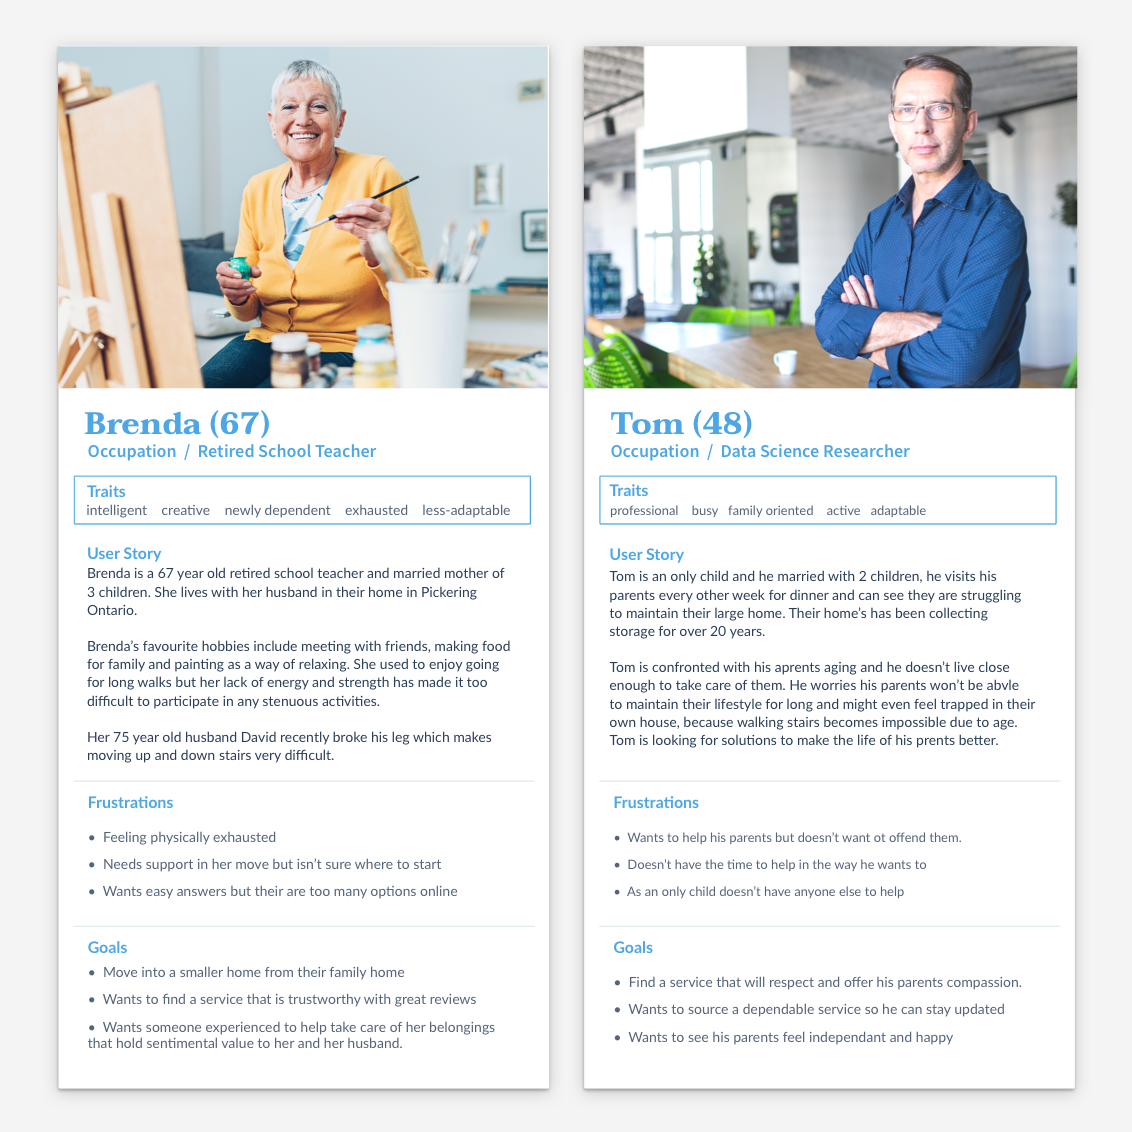 Brenda (67)
Occupation / Retired School Teacher
Traits
intelligent creative newly dependent exhausted less-adaptable
User Story
Brenda is a 67 year old retired school teacher and married mother of
3 children. She lives with her husband in their home in Pickering
Ontario.
Brenda's favourite hobbies include meeting with friends, making food
for family and painting as a way of relaxing. She used to enjoy going
for long walks but her lack of energy and strength has made it too
difficult to participate in any stenuous activities.
Her 75 year old husband David recently broke his leg which makes
moving up and down stairs very difficult.
Frustrations
• Feeling physically exhausted
• Needs support in her move but isn't sure where to start
• Wants easy answers but their are too many options online
Goals
• Move into a smaller home from their family home
• Wants to find a service that is trustworthy with great reviews
• Wants someone experienced to help take care of her belongings
that hold sentimental value to her and her husband.
Tom (48)
Occupation / Data Science Researcher
Traits
professional busy family oriented active adaptable
User Story
Tom is an only child and he married with 2 children, he visits his
parents every other week for dinner and can see they are struggling
to maintain their large home. Their home's has been collecting
storage for over 20 years.
Tom is confronted with his aprents aging and he doesn't live close
enough to take care of them. He worries his parents won't be abvle
to maintain their lifestyle for long and might even feel trapped in their
own house, because walking stairs becomes impossible due to age.
Tom is looking for solutions to make the life of his prents better.
Frustrations
• Wants to help his parents but doesn't want ot offend them.
• Doesn't have the time to help in the way he wants to
• As an only child doesn't have anyone else to help
Goals
• Find a service that will respect and offer his parents compassion.
• Wants to source a dependable service so he can stay updated
• Wants to see his parents feel independant and happy